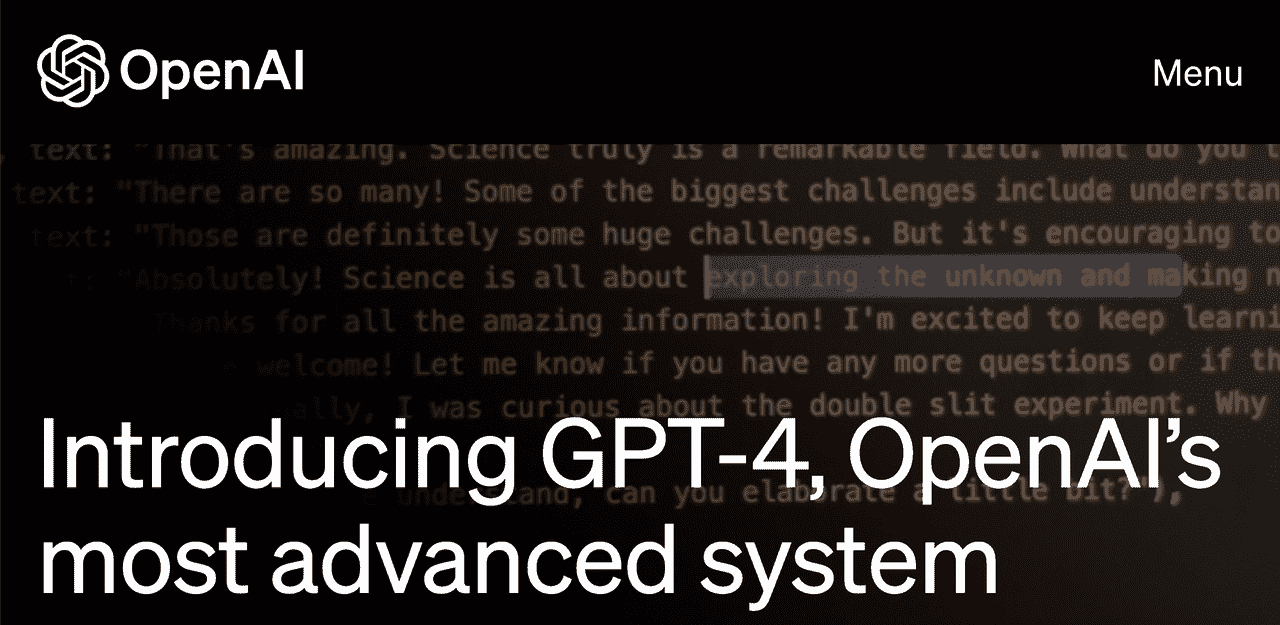 OpenAI
Menu
, text: "That's amazing. Science truly is a remarkable field. What do you
text: "There are so many! Some of the biggest challenges include understan
text: "Those are definitely some huge challenges. But it's encouraging to
t: "Absolutely! Science is all about exploring the unknown and making n
Thanks for all the amazing information! I'm excited to keep learni
e welcome! Let me know if you have any more questions or if th
ally, I was curious about the double slit experiment. Why
Introducing GPT-4, OpenAI’s
e understand, can you elaborate a little bit?"),
most advanced system